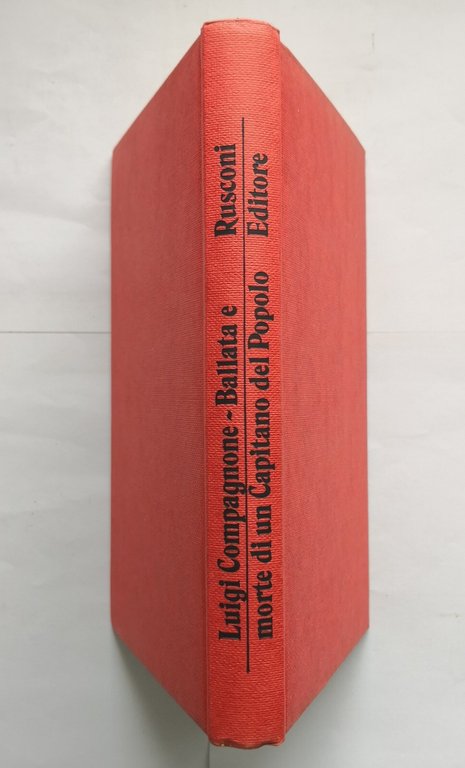 Luigi Compagnone - Ballata e
morte di un Capitano del Popolo
Rusconi
Editore